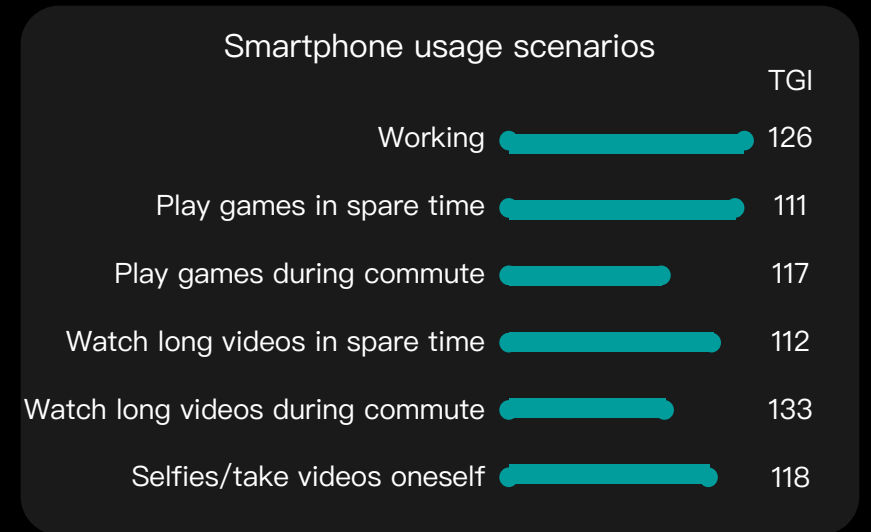 Smartphone usage scenarios
TGI
Working 126
Play games in spare time 111
Play games during commute 117
Watch long videos in spare time 112
Watch long videos during commute 133
Selfies/take videos oneself 118